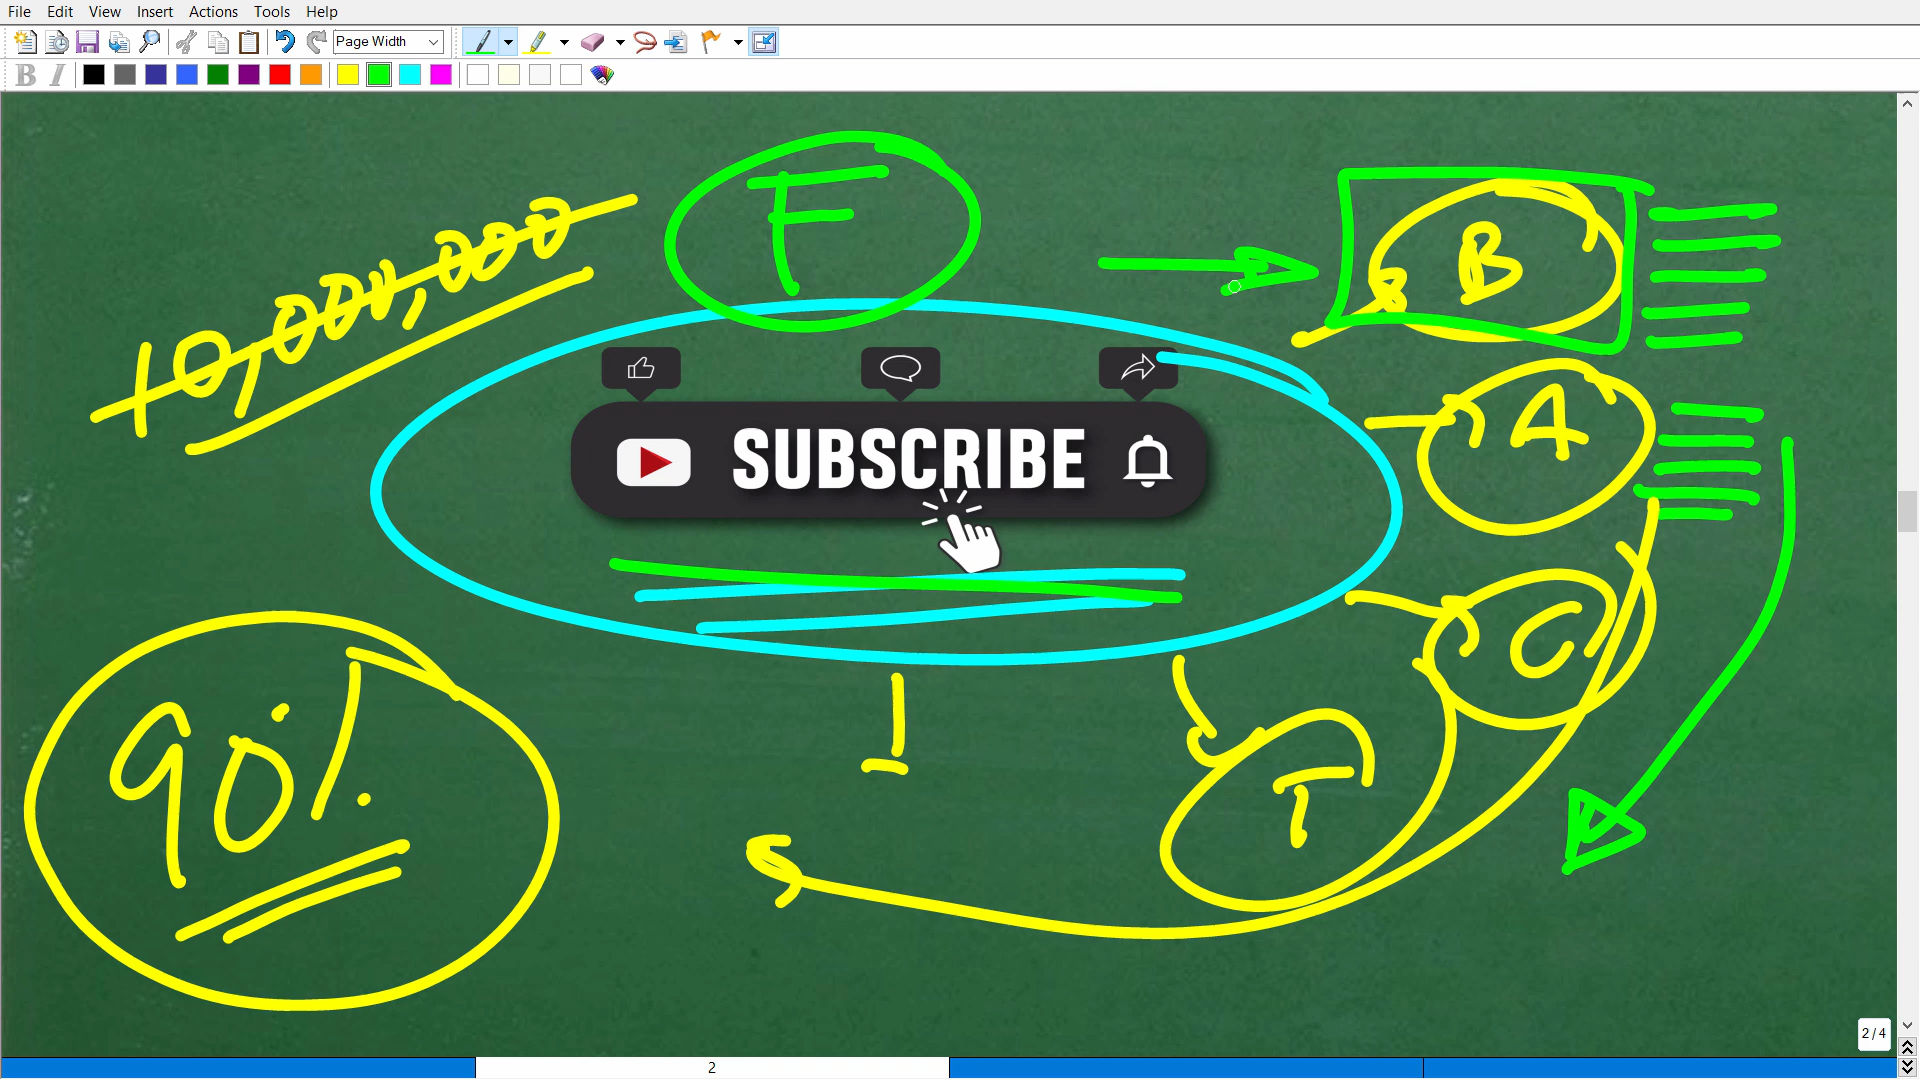 File Edit View Insert Actions Tools Help
Page Width
B I
F
B
10,000,000
SUBSCRIBE
A
C
90%.
T
I
2 / 4
2